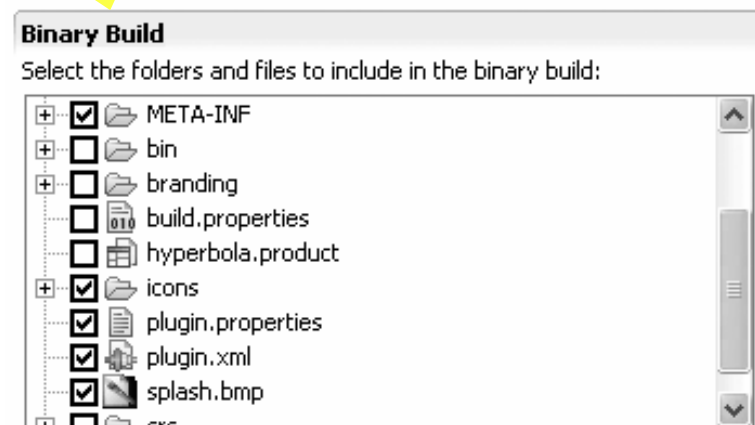 Binary Build
Select the folders and files to include in the binary build:
META-INF
bin
branding
build.properties
hyperbola.product
icons
plugin.properties
plugin.xml
splash.bmp